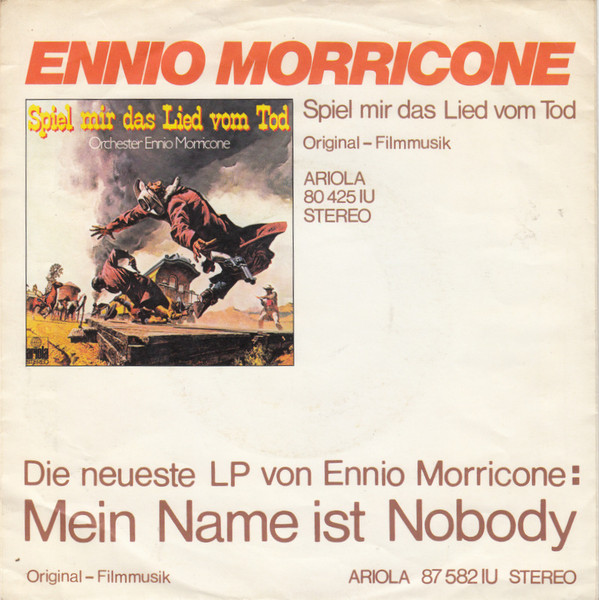 ENNIO MORRICONE
Spiel mir das Lied vom Tod
Orchester Ennio Morricone
ariola
Spiel mir das Lied vom Tod
Original – Filmmusik
ARIOLA
80 425 IU
STEREO
Die neueste LP von Ennio Morricone:
Mein Name ist Nobody
Original – Filmmusik
ARIOLA 87 582 IU STEREO